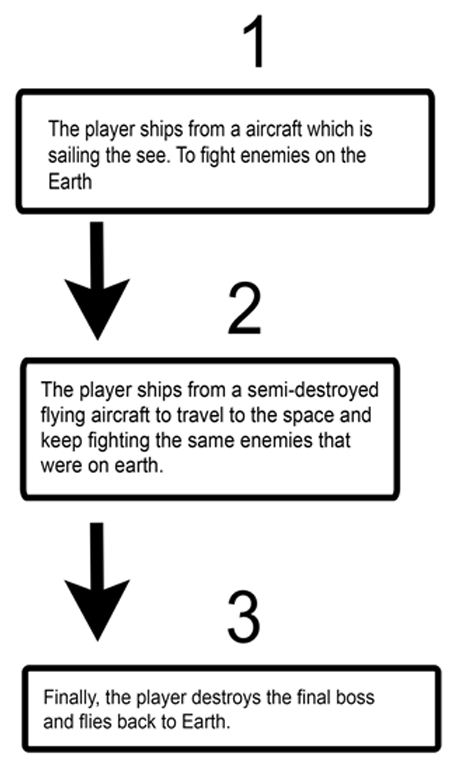 1
The player ships from a aircraft which is
sailing the see. To fight enemies on the
Earth
2
The player ships from a semi-destroyed
flying aircraft to travel to the space and
keep fighting the same enemies that
were on earth.
3
Finally, the player destroys the final boss
and flies back to Earth.